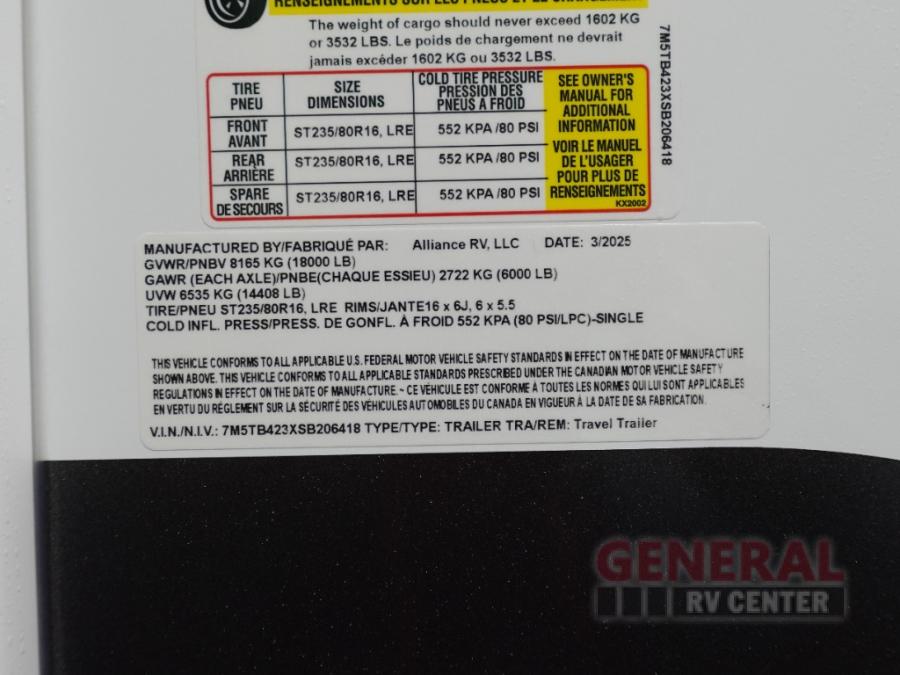 RENSEIGNEMENTS SUR LES PNEUS ET LE CHARGEMENT
The weight of cargo should never exceed 1602 KG
or 3532 LBS. Le poids de chargement ne devrait
jamais excéder 1602 KG ou 3532 LBS.
TIRE PNEU SIZE DIMENSIONS COLD TIRE PRESSURE PRESSION DES PNEUS A FROID
FRONT AVANT ST235/80R16, LRE 552 KPA /80 PSI
REAR ARRIÈRE ST235/80R16, LRE 552 KPA /80 PSI
SPARE DE SECOURS ST235/80R16, LRE 552 KPA /80 PSI
SEE OWNER'S
MANUAL FOR
ADDITIONAL
INFORMATION
VOIR LE MANUEL
DE L'USAGER
POUR PLUS DE
RENSEIGNEMENTS
KX2002
7M5TB423XSB206418
MANUFACTURED BY/FABRIQUÉ PAR: Alliance RV, LLC DATE: 3/2025
GVWR/PNBV 8165 KG (18000 LB)
GAWR (EACH AXLE)/PNBE(CHAQUE ESSIEU) 2722 KG (6000 LB)
UVW 6535 KG (14408 LB)
TIRE/PNEU ST235/80R16, LRE RIMS/JANTE16 x 6J, 6 x 5.5
COLD INFL. PRESS/PRESS. DE GONFL. À FROID 552 KPA (80 PSI/LPC)-SINGLE
THIS VEHICLE CONFORMS TO ALL APPLICABLE U.S. FEDERAL MOTOR VEHICLE SAFETY STANDARDS IN EFFECT ON THE DATE OF MANUFACTURE
SHOWN ABOVE. THIS VEHICLE CONFORMS TO ALL APPLICABLE STANDARDS PRESCRIBED UNDER THE CANADIAN MOTOR VEHICLE SAFETY
REGULATIONS IN EFFECT ON THE DATE OF MANUFACTURE. ~ CE VÉHICULE EST CONFORME À TOUTES LES NORMES QUI LUI SONT APPLICABLES
EN VERTU DU RÉGLEMENT SUR LA SÉCURITÉ DES VÉHICULES AUTOMOBILES DU CANADA EN VIGUEUR À LA DATE DE SA FABRICATION.
V.I.N./N.I.V.: 7M5TB423XSB206418 TYPE/TYPE: TRAILER TRA/REM: Travel Trailer
GENERAL
RV CENTER